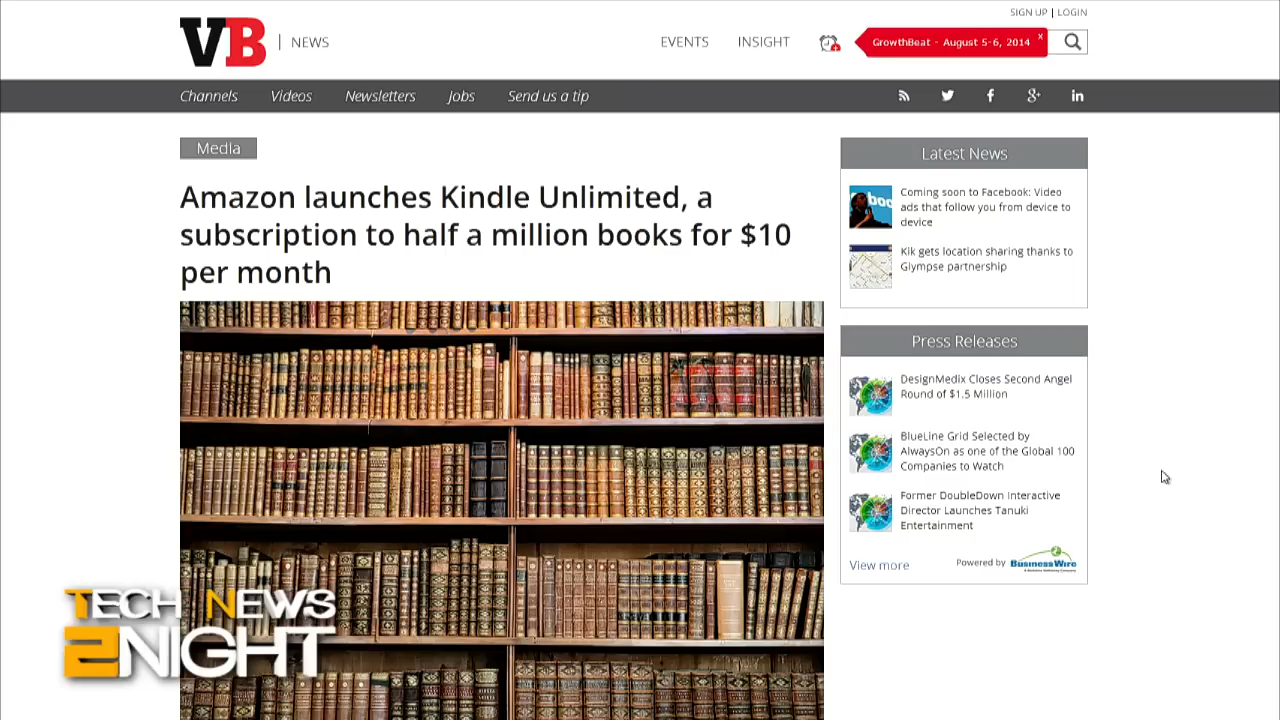 SIGN UP | LOGIN
VB | NEWS
EVENTS
INSIGHT
GrowthBeat - August 5-6, 2014
x
Channels
Videos
Newsletters
Jobs
Send us a tip
Media
Amazon launches Kindle Unlimited, a
subscription to half a million books for $10
per month
Latest News
Coming soon to Facebook: Video
ads that follow you from device to
device
Kik gets location sharing thanks to
Glympse partnership
Press Releases
DesignMedix Closes Second Angel
Round of $1.5 Million
BlueLine Grid Selected by
AlwaysOn as one of the Global 100
Companies to Watch
Former DoubleDown Interactive
Director Launches Tanuki
Entertainment
View more
Powered by BusinessWire
TECH NEWS
2NIGHT